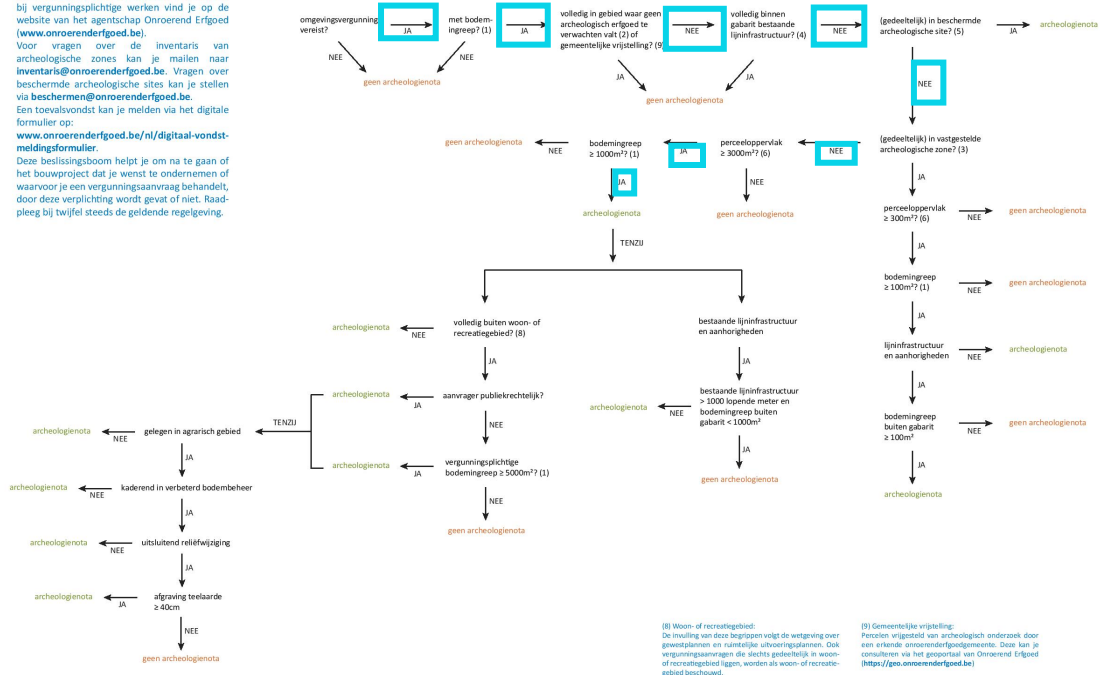 bij vergunningsplichtige werken vind je op de
website van het agentschap Onroerend Erfgoed
(www.onroerenderfgoed.be).
Voor vragen over de inventaris van
archeologische zones kan je mailen naar
inventaris@onroerenderfgoed.be. Vragen over
beschermde archeologische sites kan je stellen
via beschermen@onroerenderfgoed.be.
Een toevalsvondst kan je melden via het digitale
formulier op:
www.onroerenderfgoed.be/nl/digitaal-vondst-
meldingsformulier.
Deze beslissingsboom helpt je om na te gaan of
het bouwproject dat je wenst te ondernemen of
waarvoor je een vergunningsaanvraag behandelt,
door deze verplichting wordt gevat of niet. Raad-
pleeg bij twijfel steeds de geldende regelgeving.
omgevingsvergunning
vereist?
JA
NEE
met bodem-
ingreep? (1)
JA
NEE
geen archeologienota
volledig in gebied waar geen
archeologisch erfgoed te
verwachten valt (2) of
gemeentelijke vrijstelling? (9)
NEE
JA
volledig binnen
gabarit bestaande
lijninfrastructuur? (4)
NEE
JA
geen archeologienota
(gedeeltelijk) in beschermde
archeologische site? (5)
JA
archeologienota
NEE
(gedeeltelijk) in vastgestelde
archeologische zone? (3)
NEE
JA
perceeloppervlak
≥ 3000m²? (6)
JA
NEE
geen archeologienota
bodemingreep
≥ 1000m²? (1)
NEE
geen archeologienota
JA
archeologienota
TENZIJ
perceeloppervlak
≥ 300m²? (6)
NEE
geen archeologienota
JA
bodemingreep
≥ 100m²? (1)
NEE
geen archeologienota
JA
lijninfrastructuur
en aanhorigheden
NEE
archeologienota
JA
bodemingreep
buiten gabarit
≥ 100m²
NEE
geen archeologienota
JA
archeologienota
volledig buiten woon- of
recreatiegebied? (8)
NEE
archeologienota
JA
aanvrager publiekrechtelijk?
JA
archeologienota
NEE
vergunningsplichtige
bodemingreep ≥ 5000m²? (1)
JA
archeologienota
NEE
geen archeologienota
bestaande lijninfrastructuur
en aanhorigheden
JA
bestaande lijninfrastructuur
> 1000 lopende meter en
bodemingreep buiten
gabarit < 1000m²
NEE
archeologienota
JA
geen archeologienota
TENZIJ
gelegen in agrarisch gebied
NEE
archeologienota
JA
kaderend in verbeterd bodembeheer
NEE
archeologienota
JA
uitsluitend reliëfwijziging
NEE
archeologienota
JA
afgraving teelaarde
≥ 40cm
JA
archeologienota
NEE
geen archeologienota
(8) Woon- of recreatiegebied:
De invulling van deze begrippen volgt de wetgeving over
gewestplannen en ruimtelijke uitvoeringsplannen. Ook
vergunningsaanvragen die slechts gedeeltelijk in woon-
of recreatiegebied liggen, worden als woon- of recreatie-
gebied beschouwd.
(9) Gemeentelijke vrijstelling:
Percelen vrijgesteld van archeologisch onderzoek door
een erkende onroerenderfgoedgemeente. Deze kan je
consulteren via het geoportaal van Onroerend Erfgoed
(https://geo.onroerenderfgoed.be)